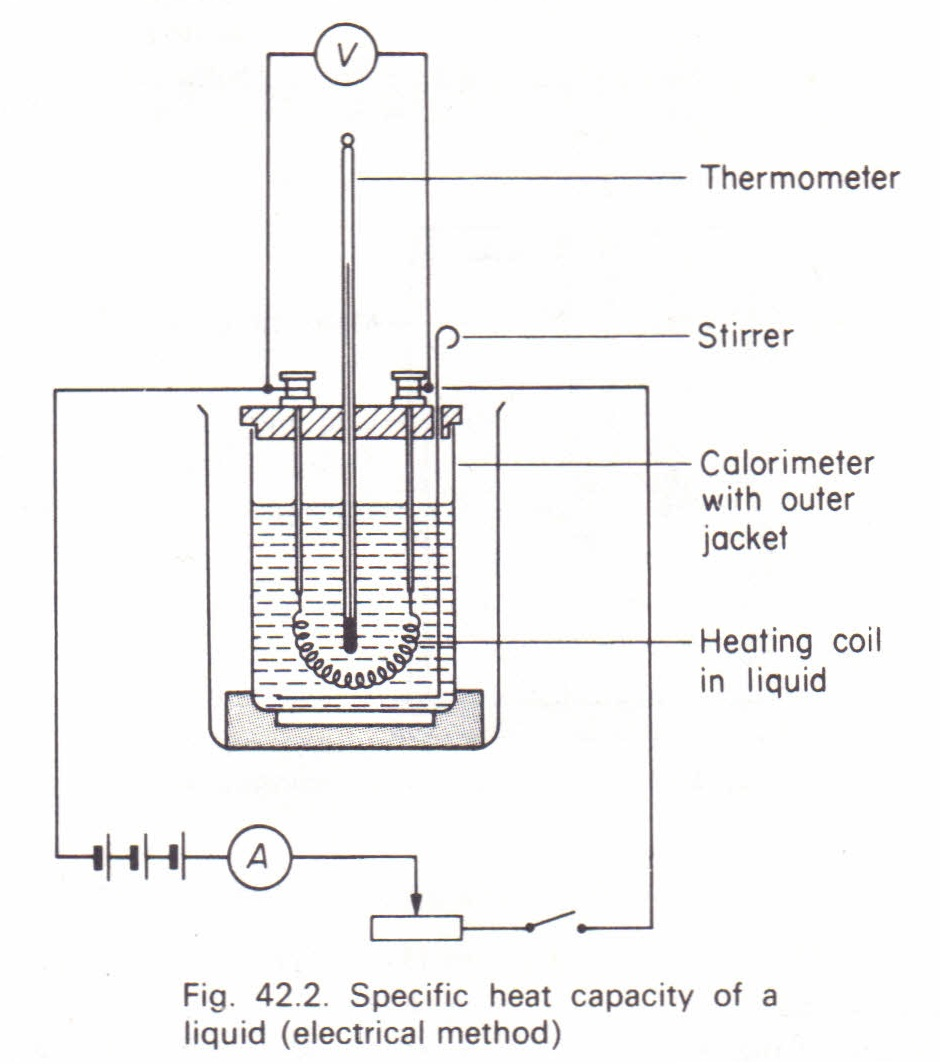 V
Thermometer
Stirrer
Calorimeter
with outer
jacket
Heating coil
in liquid
A
Fig. 42.2. Specific heat capacity of a
liquid (electrical method)